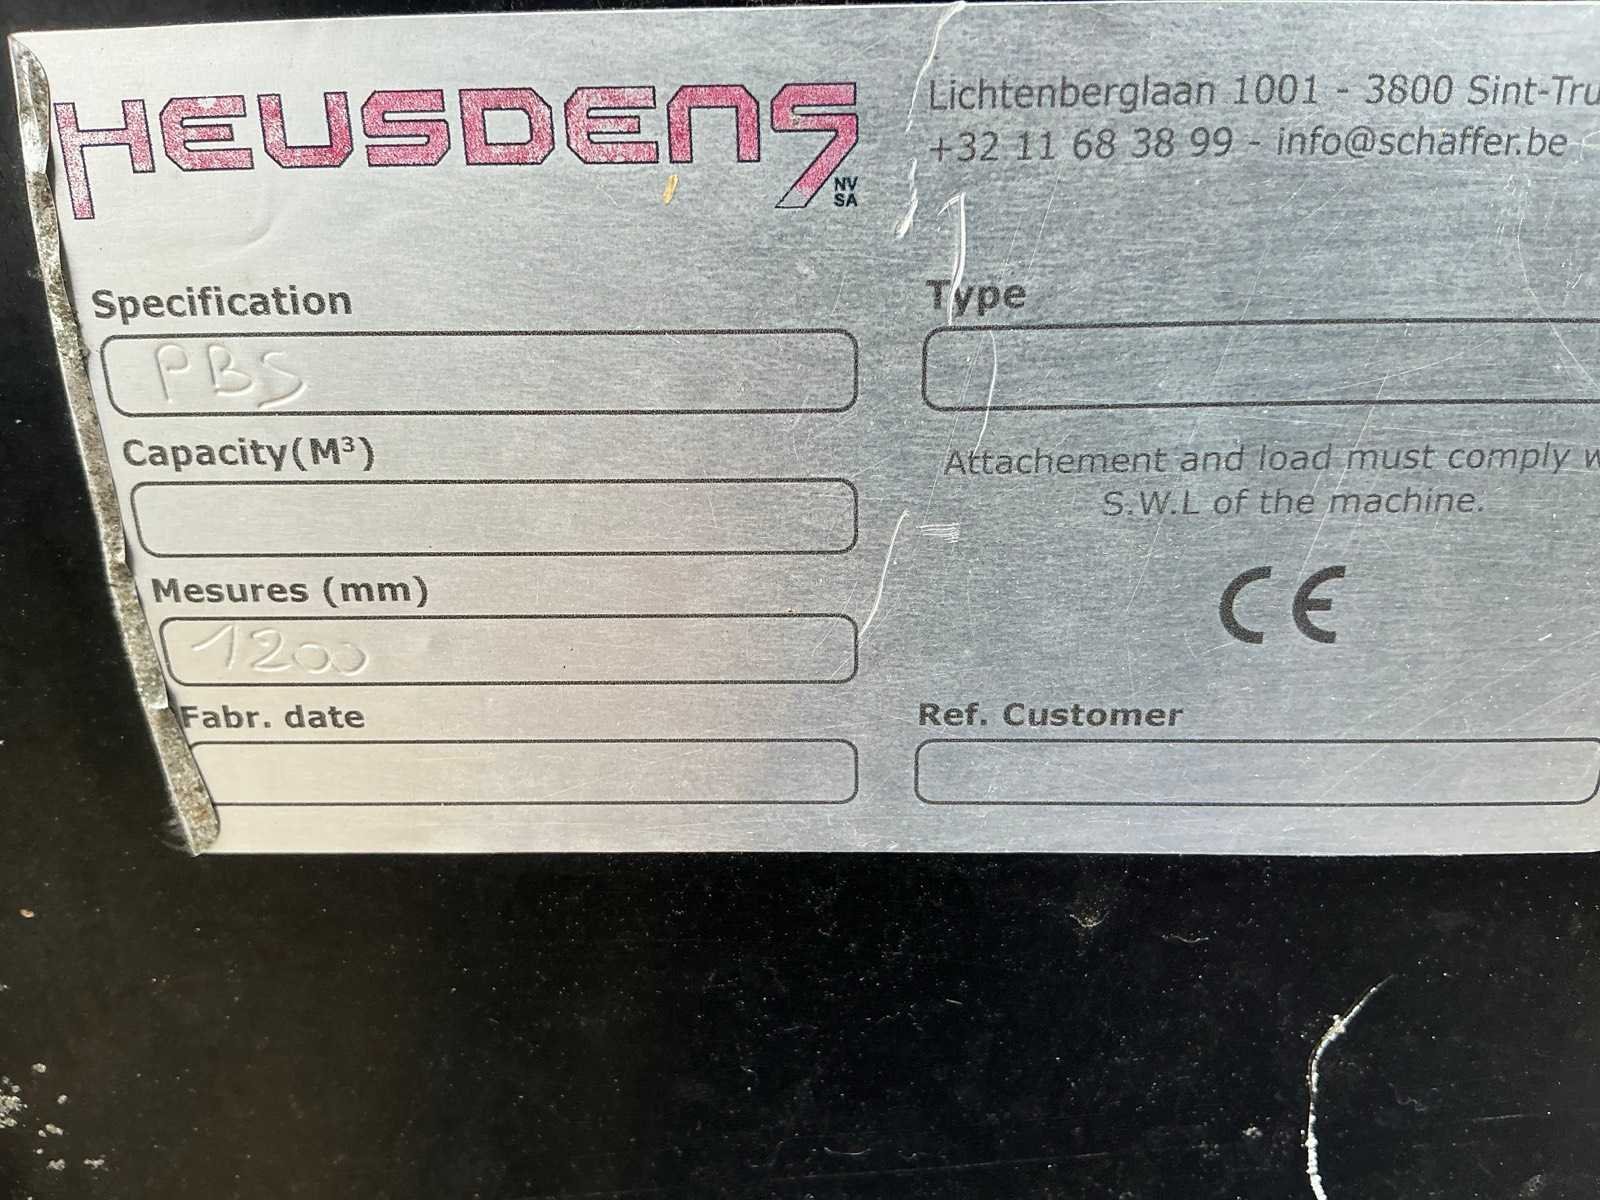 HEUSDENS NV SA
Lichtenberglaan 1001 - 3800 Sint-Tru
+32 11 68 38 99 - info@schaffer.be
Specification
PBS
Type
Capacity(M³)
Attachement and load must comply w
S.W.L of the machine.
Mesures (mm)
1200
CE
Fabr. date
Ref. Customer